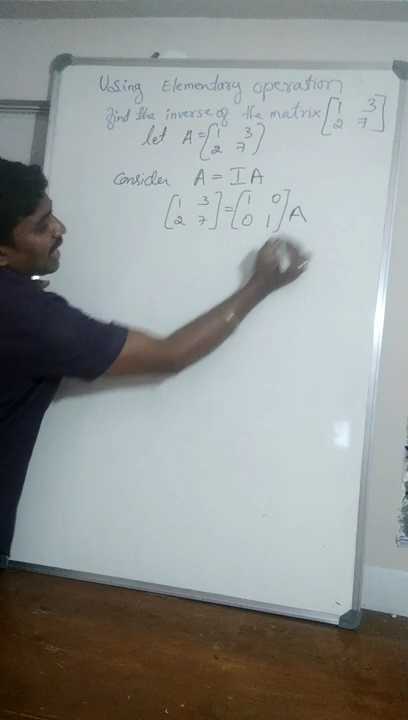 Using Elementary operation
find the inverse of the matrix [1 3
2 7]
let A = [1 3
2 7]
Consider A = IA
[1 3
2 7] = [1 0
0 1] A